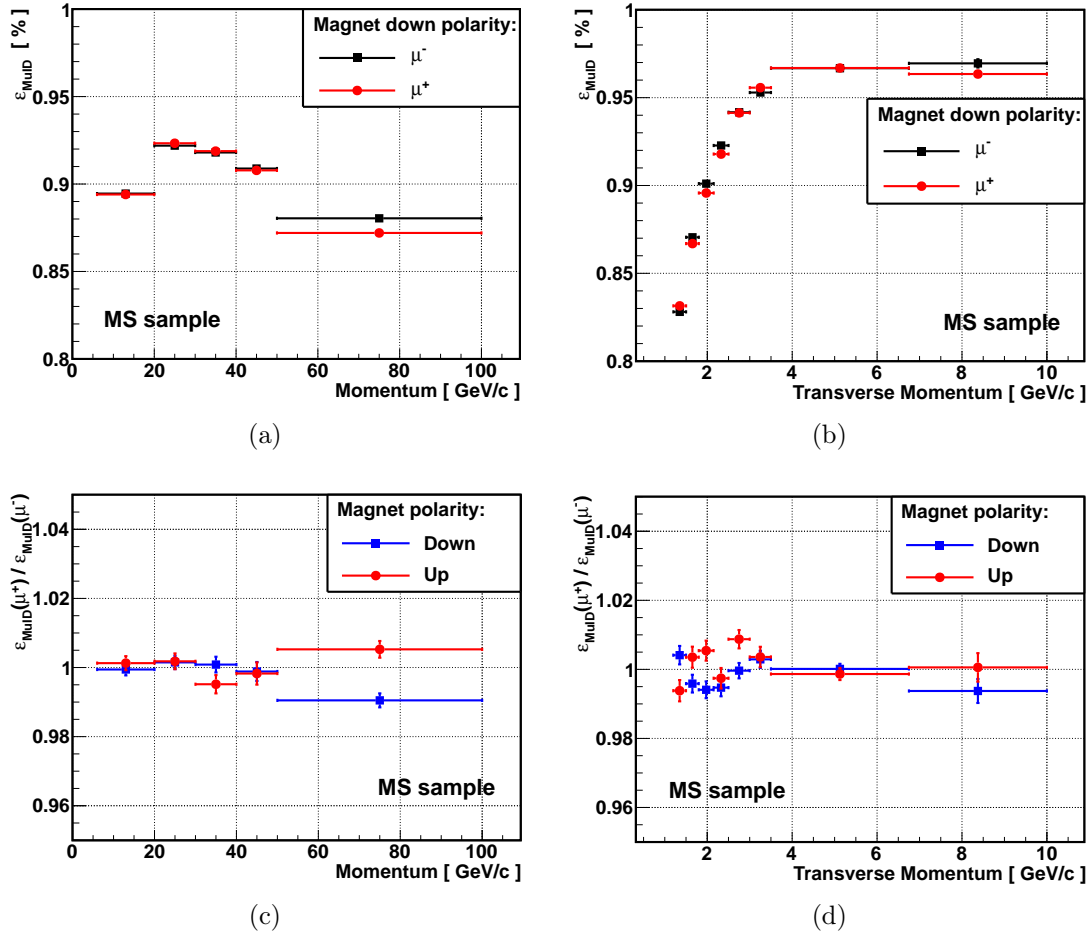 ε_MuID [ % ]
1
0.95
0.9
0.85
0.8
Magnet down polarity:
μ⁻
μ⁺
MS sample
0 20 40 60 80 100
Momentum [ GeV/c ]
(a)
ε_MuID [ % ]
1
0.95
0.9
0.85
0.8
Magnet down polarity:
μ⁻
μ⁺
MS sample
2 4 6 8 10
Transverse Momentum [ GeV/c ]
(b)
ε_MuID(μ⁺) / ε_MuID(μ⁻)
1.04
1.02
1
0.98
0.96
Magnet polarity:
Down
Up
MS sample
0 20 40 60 80 100
Momentum [ GeV/c ]
(c)
ε_MuID(μ⁺) / ε_MuID(μ⁻)
1.04
1.02
1
0.98
0.96
Magnet polarity:
Down
Up
MS sample
2 4 6 8 10
Transverse Momentum [ GeV/c ]
(d)